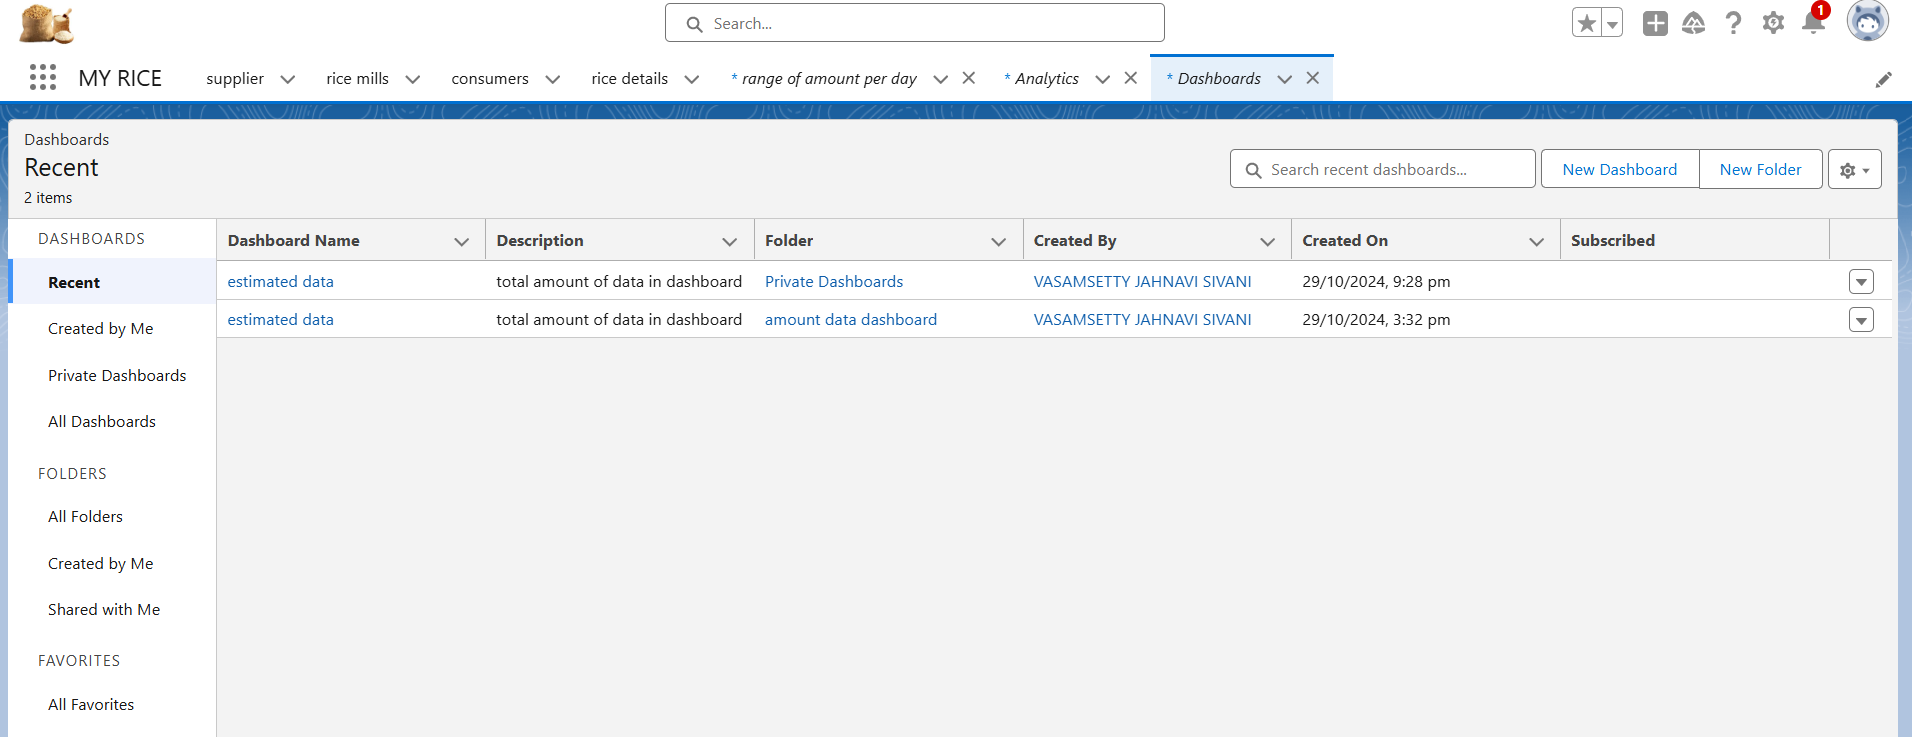 Search...
1
MY RICE supplier rice mills consumers rice details * range of amount per day * Analytics * Dashboards
Dashboards
Recent
2 items
Search recent dashboards... New Dashboard New Folder
DASHBOARDS
Recent
Created by Me
Private Dashboards
All Dashboards
FOLDERS
All Folders
Created by Me
Shared with Me
FAVORITES
All Favorites
Dashboard Name Description Folder Created By Created On Subscribed
estimated data total amount of data in dashboard Private Dashboards VASAMSETTY JAHNAVI SIVANI 29/10/2024, 9:28 pm
estimated data total amount of data in dashboard amount data dashboard VASAMSETTY JAHNAVI SIVANI 29/10/2024, 3:32 pm